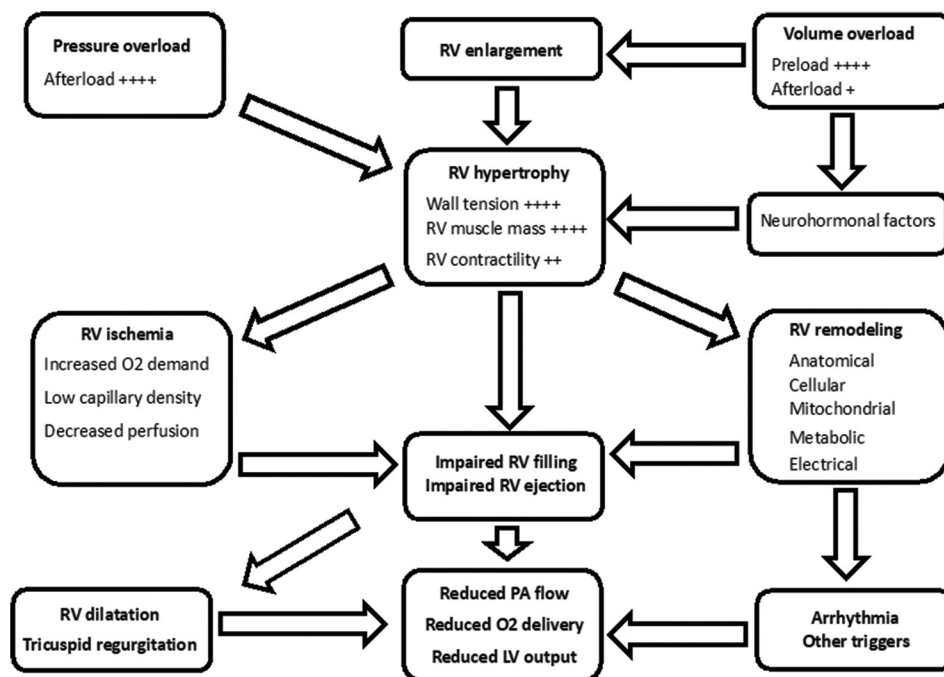 Pressure overload
Afterload ++++
RV enlargement
Volume overload
Preload ++++
Afterload +
RV hypertrophy
Wall tension ++++
RV muscle mass ++++
RV contractility ++
Neurohormonal factors
RV ischemia
Increased O2 demand
Low capillary density
Decreased perfusion
RV remodeling
Anatomical
Cellular
Mitochondrial
Metabolic
Electrical
Impaired RV filling
Impaired RV ejection
RV dilatation
Tricuspid regurgitation
Reduced PA flow
Reduced O2 delivery
Reduced LV output
Arrhythmia
Other triggers